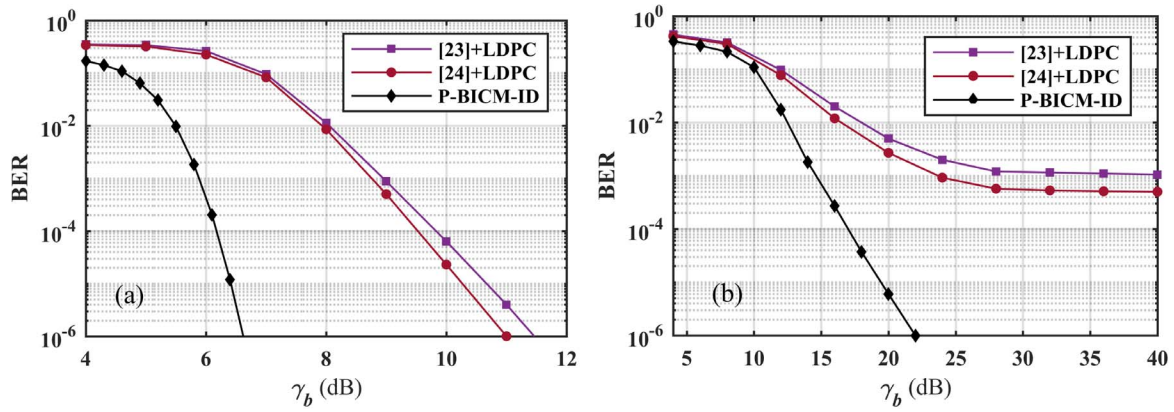 10^0
10^-2
10^-4
10^-6
BER
4
6
8
10
12
γ_b (dB)
[23]+LDPC
[24]+LDPC
P-BICM-ID
(a)
10^0
10^-2
10^-4
10^-6
BER
5
10
15
20
25
30
35
40
γ_b (dB)
[23]+LDPC
[24]+LDPC
P-BICM-ID
(b)